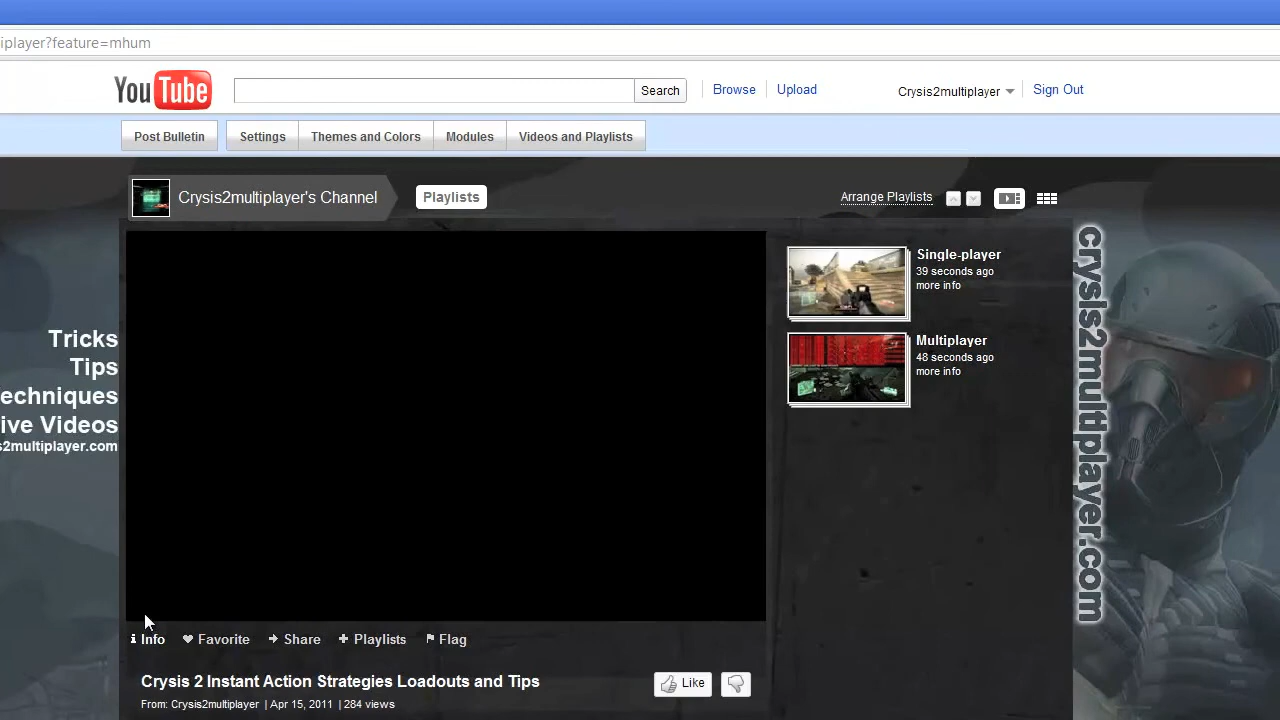 iplayer?feature=mhum
YouTube
Search
Browse
Upload
Crysis2multiplayer
Sign Out
Post Bulletin
Settings
Themes and Colors
Modules
Videos and Playlists
Crysis2multiplayer's Channel
Playlists
Arrange Playlists
Single-player
39 seconds ago
more info
Multiplayer
48 seconds ago
more info
Tricks
Tips
echniques
ive Videos
s2multiplayer.com
crysis2multiplayer.com
Info
Favorite
Share
Playlists
Flag
Crysis 2 Instant Action Strategies Loadouts and Tips
Like
From: Crysis2multiplayer | Apr 15, 2011 | 284 views